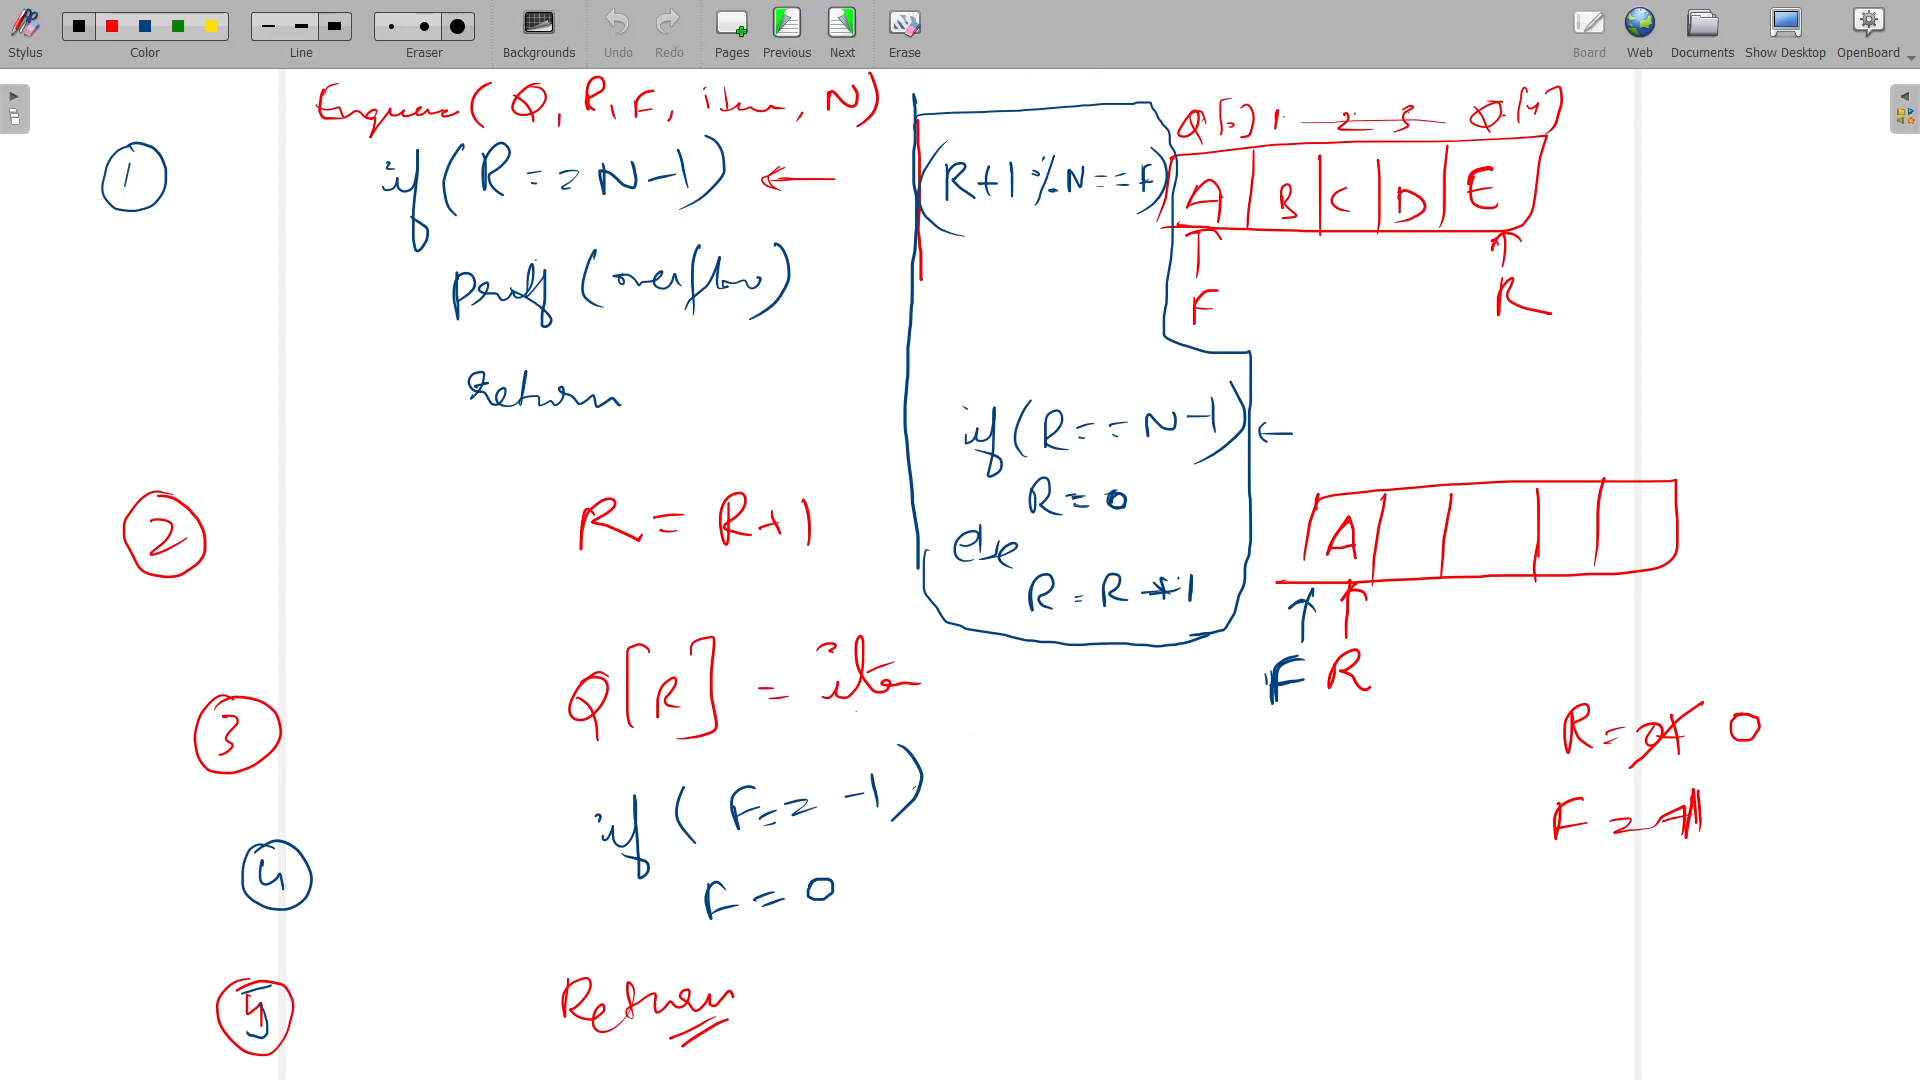 Stylus
Color
Line
Eraser
Backgrounds
Undo
Redo
Pages
Previous
Next
Erase
Board
Web
Documents
Show Desktop
OpenBoard
Enqueue( Q, R, F, item, N)
1
if (R == N-1) ←
printf (overflow)
return
2
R = R+1
3
Q[R] = item
4
if ( F == -1 )
F = 0
5
Return
(R+1 % N == F)
if (R == N-1) ←
R = 0
else
R = R+1
Q[0] 1 2 3 Q[4]
A B C D E
F R
A
F R
R = 0
F =